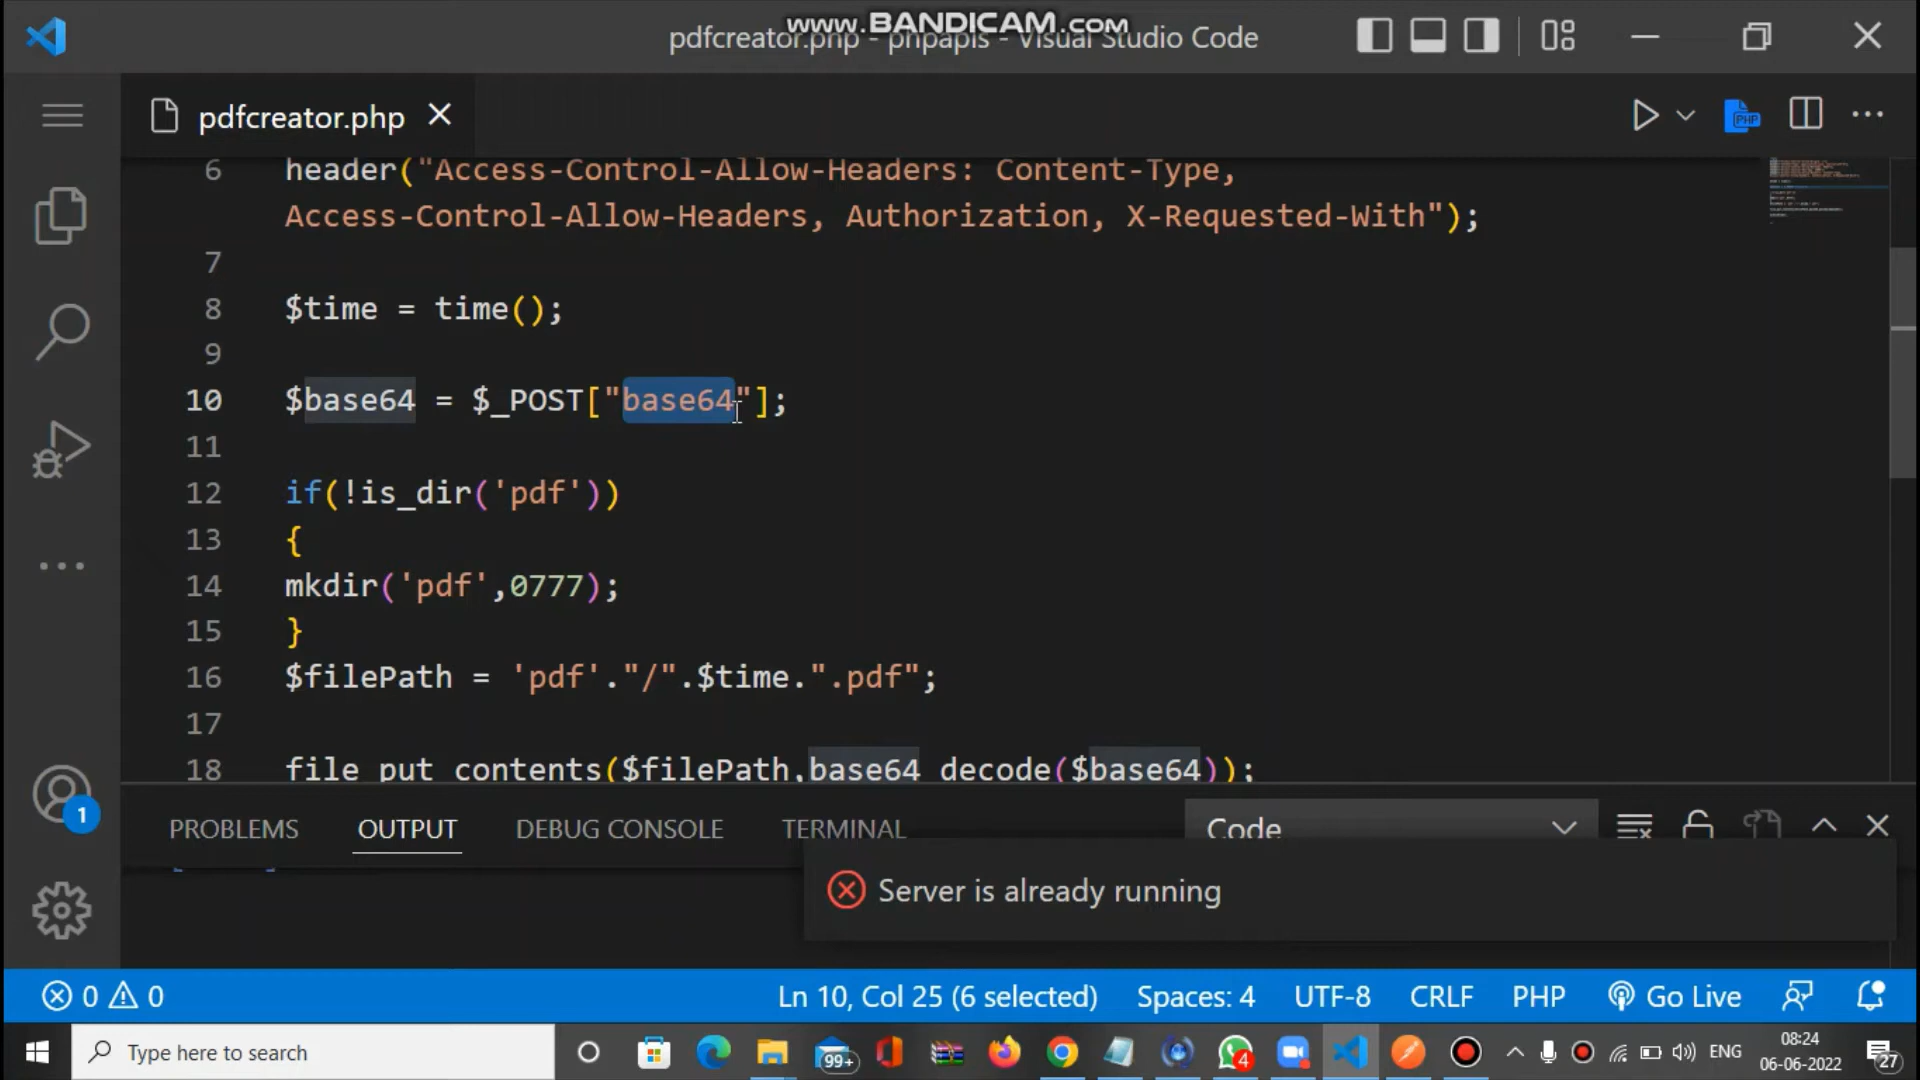 www.BANDICAM.com
pdfcreator.php - phpapis - Visual Studio Code
pdfcreator.php
PHP
6 header("Access-Control-Allow-Headers: Content-Type,
Access-Control-Allow-Headers, Authorization, X-Requested-With");
7
8 $time = time();
9
10 $base64 = $_POST["base64"];
11
12 if(!is_dir('pdf'))
13 {
14 mkdir('pdf',0777);
15 }
16 $filePath = 'pdf'."/".$time.".pdf";
17
18 file_put_contents($filePath,base64_decode($base64));
1
PROBLEMS OUTPUT DEBUG CONSOLE TERMINAL Code
Server is already running
0 0 Ln 10, Col 25 (6 selected) Spaces: 4 UTF-8 CRLF PHP Go Live
Type here to search
99+
4
ENG
08:24
06-06-2022
27